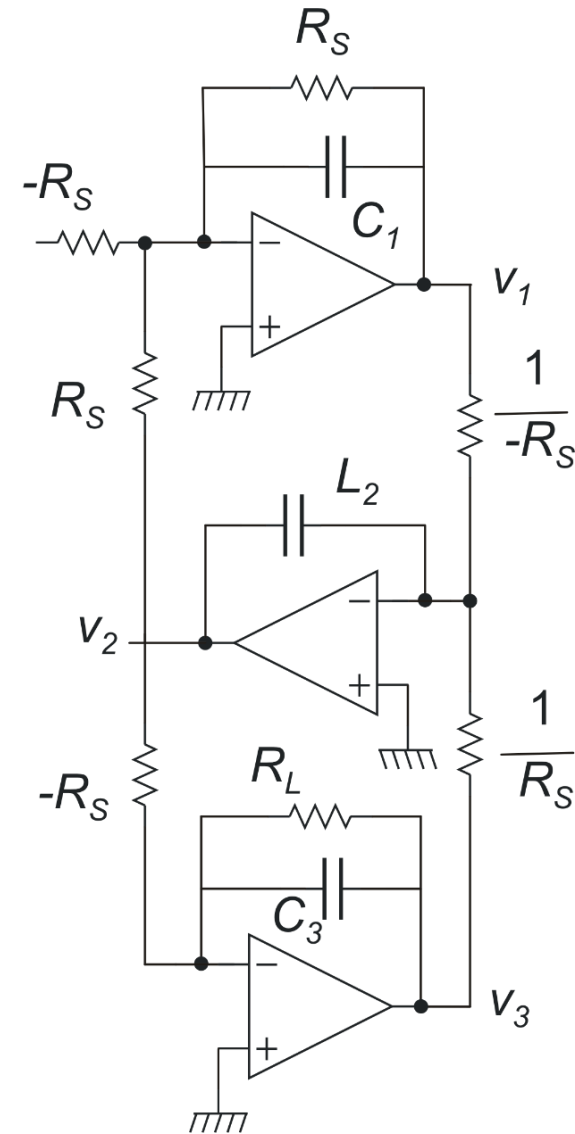 R_S
-R_S
C_1
−
+
v_1
R_S
1
-R_S
L_2
−
v_2
+
1
R_S
R_L
-R_S
C_3
−
v_3
+